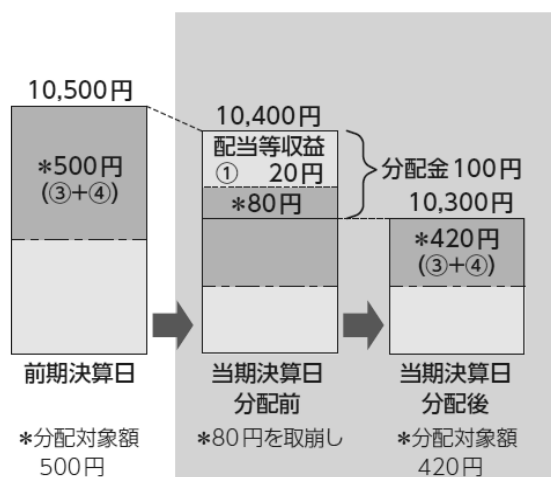 10,500円
*500円
(③+④)
前期決算日
*分配対象額
500円
10,400円
配当等収益
① 20円
*80円
分配金100円
当期決算日
分配前
*80円を取崩し
10,300円
*420円
(③+④)
当期決算日
分配後
*分配対象額
420円